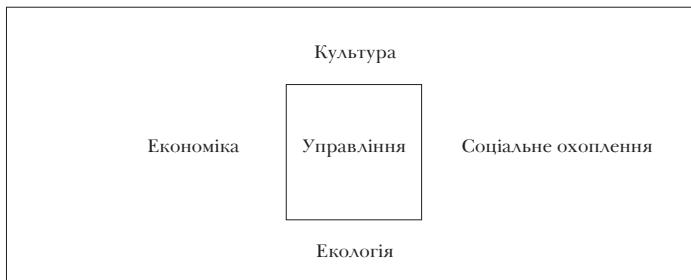 Культура
Економіка Управління Соціальне охоплення
Екологія